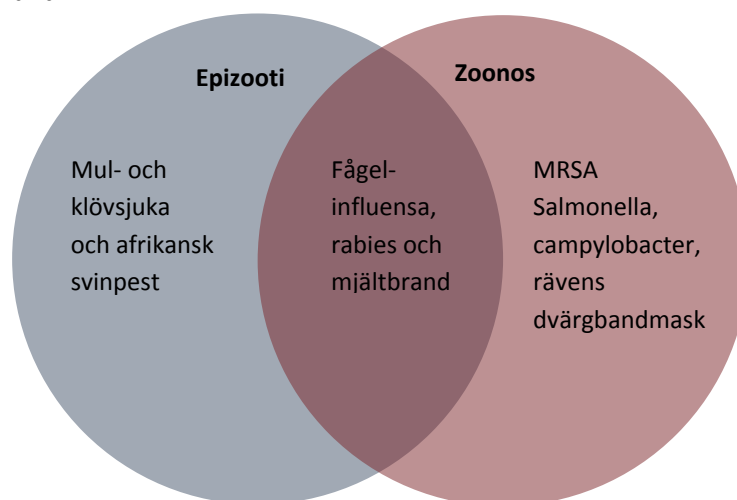 Epizooti
Zoonos
Mul- och
klövsjuka
och afrikansk
svinpest
Fågel-
influensa,
rabies och
mjältbrand
MRSA
Salmonella,
campylobacter,
rävens
dvärgbandmask